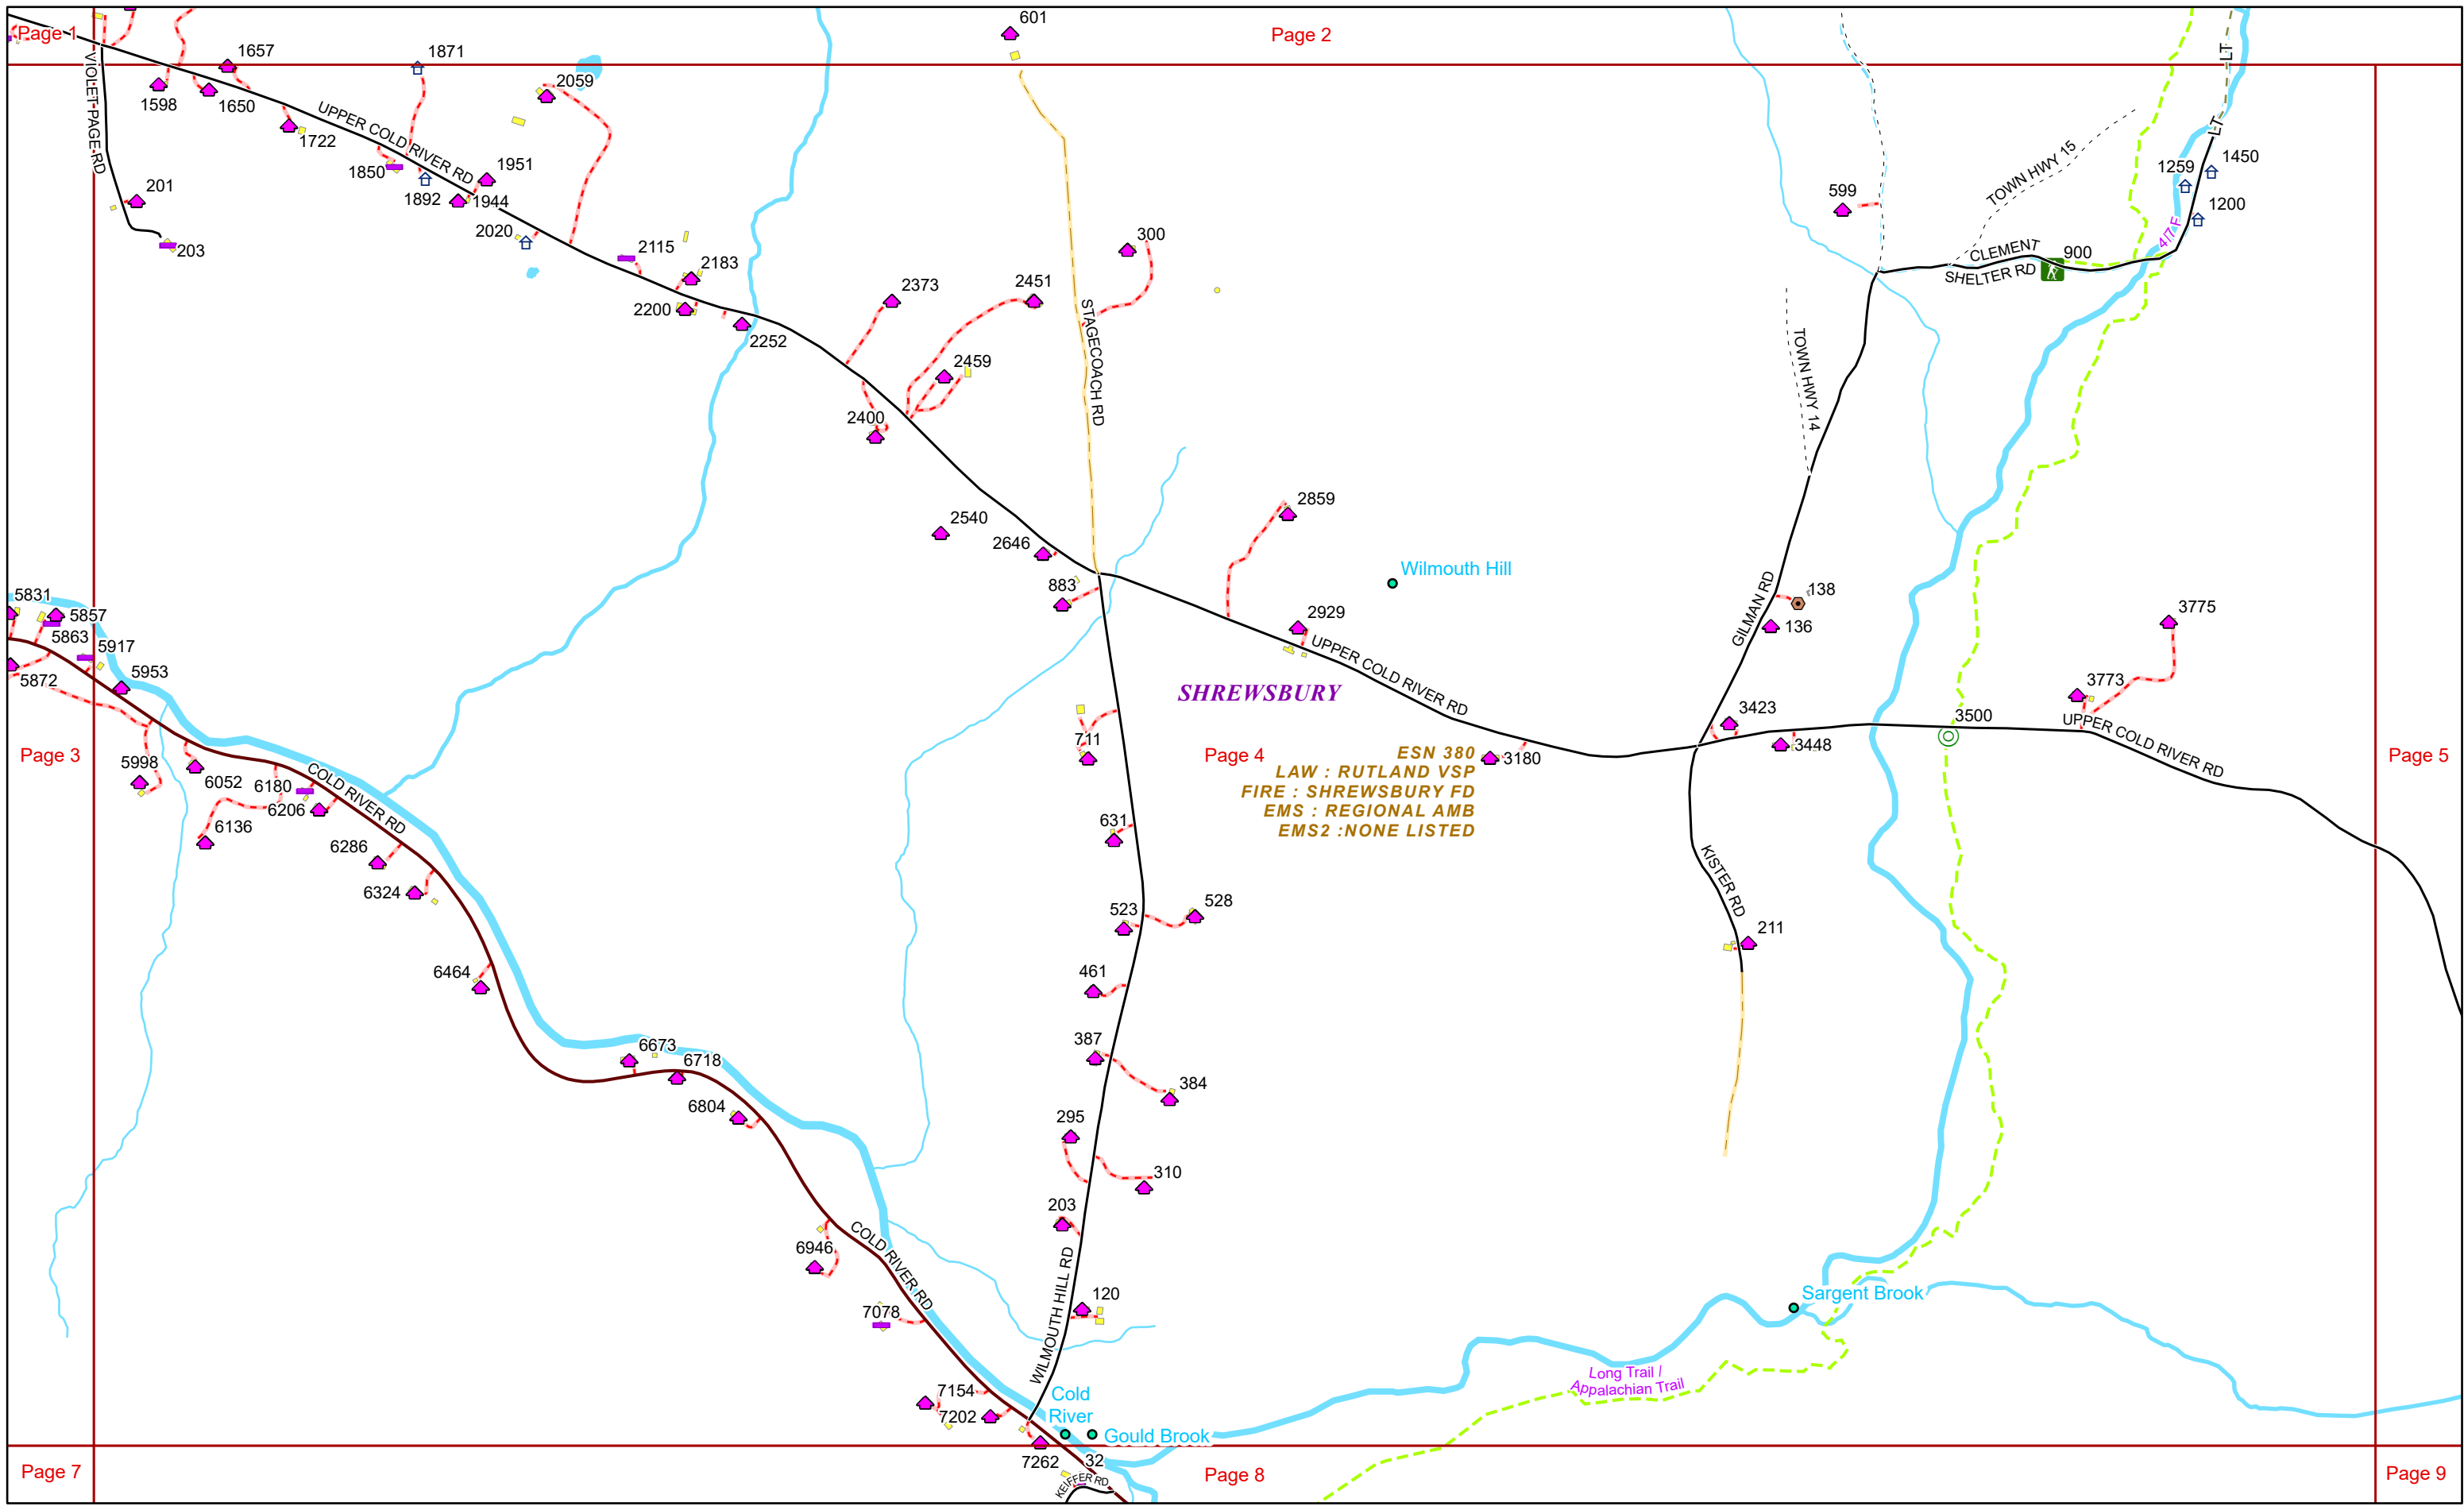 601
Page 1
Page 2
1657
1871
2059
VIOLET PAGE RD
1598
1650
1722
UPPER COLD RIVER RD
1850
1951
1892
1944
201
203
2020
2115
2183
2200
2252
2373
2451
2459
2400
300
STAGECOACH RD
LT
LT
TOWN HWY 15
1259
1450
1200
599
4/7 F
CLEMENT
SHELTER RD
900
TOWN HWY 14
2540
2646
883
2859
Wilmouth Hill
2929
UPPER COLD RIVER RD
GILMAN RD
138
136
3775
3773
5831
5857
5863
5917
5872
5953
SHREWSBURY
3423
3448
3500
UPPER COLD RIVER RD
3180
Page 3
Page 4
Page 5
ESN 380
LAW : RUTLAND VSP
FIRE : SHREWSBURY FD
EMS : REGIONAL AMB
EMS2 :NONE LISTED
711
631
5998
6052
6180
6206
6136
COLD RIVER RD
6286
6324
6464
523
528
461
387
384
KISTER RD
211
6673
6718
6804
295
310
203
6946
COLD RIVER RD
7078
WILMOUTH HILL RD
120
Sargent Brook
Long Trail /
Appalachian Trail
7154
7202
Cold
River
Gould Brook
7262
32
KEIFFER RD
Page 7
Page 8
Page 9